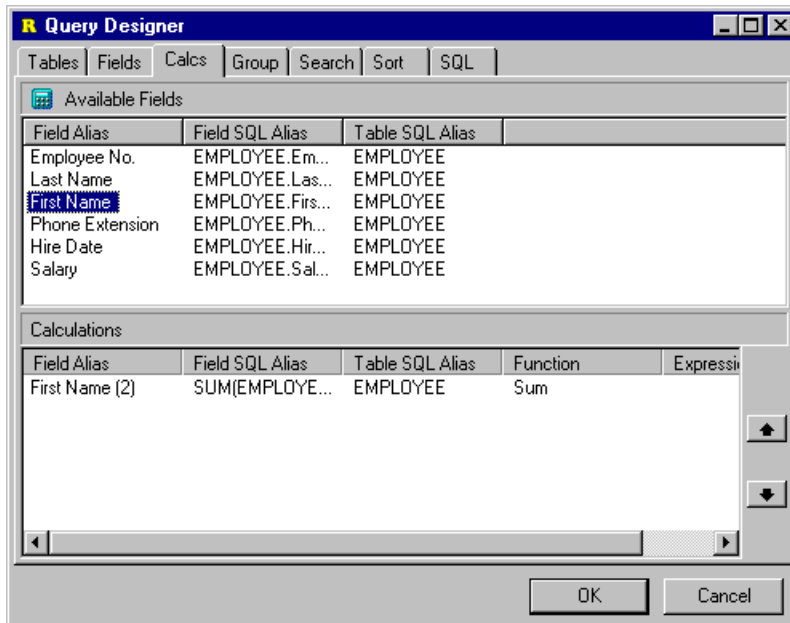 R Query Designer
Tables Fields Calcs Group Search Sort SQL
Available Fields
Field Alias Field SQL Alias Table SQL Alias
Employee No. EMPLOYEE.Em... EMPLOYEE
Last Name EMPLOYEE.Las... EMPLOYEE
First Name EMPLOYEE.Firs... EMPLOYEE
Phone Extension EMPLOYEE.Ph... EMPLOYEE
Hire Date EMPLOYEE.Hir... EMPLOYEE
Salary EMPLOYEE.Sal... EMPLOYEE
Calculations
Field Alias Field SQL Alias Table SQL Alias Function Expressi
First Name (2) SUM(EMPLOYE... EMPLOYEE Sum
OK Cancel